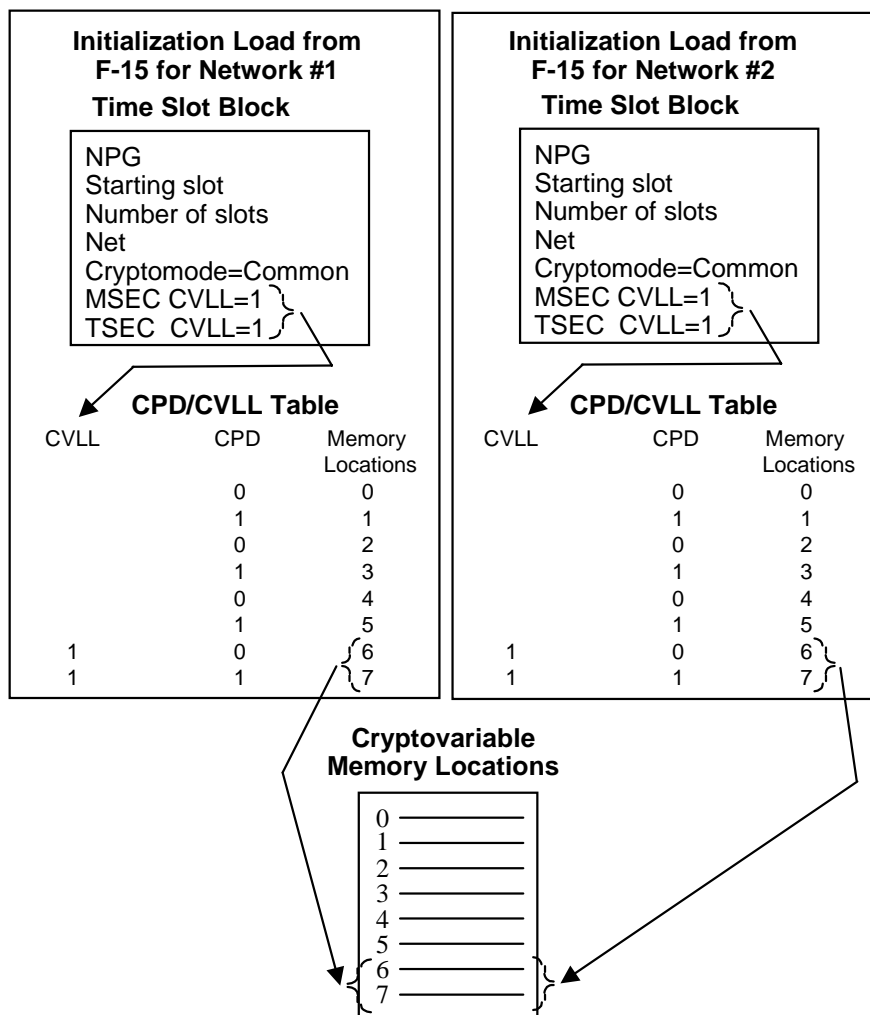 Initialization Load from
F-15 for Network #1
Time Slot Block
NPG
Starting slot
Number of slots
Net
Cryptomode=Common
MSEC CVLL=1
TSEC CVLL=1
CPD/CVLL Table
CVLL CPD Memory
Locations
0 0
1 1
0 2
1 3
0 4
1 5
1 0 6
1 1 7
Initialization Load from
F-15 for Network #2
Time Slot Block
NPG
Starting slot
Number of slots
Net
Cryptomode=Common
MSEC CVLL=1
TSEC CVLL=1
CPD/CVLL Table
CVLL CPD Memory
Locations
0 0
1 1
0 2
1 3
0 4
1 5
1 0 6
1 1 7
Cryptovariable
Memory Locations
0
1
2
3
4
5
6
7